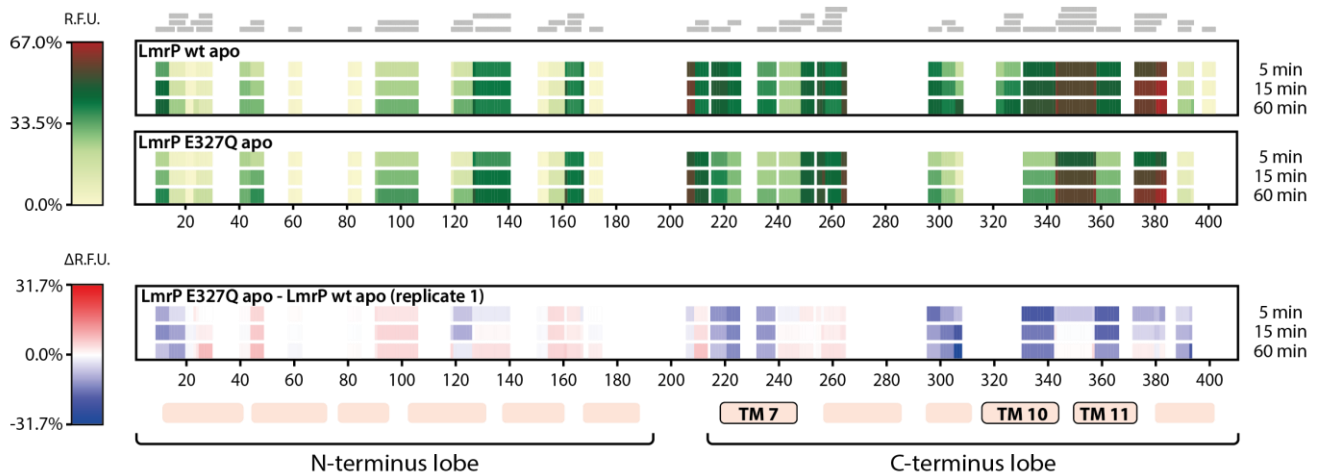 R.F.U.
67.0%
33.5%
0.0%
LmrP wt apo
5 min
15 min
60 min
LmrP E327Q apo
5 min
15 min
60 min
20 40 60 80 100 120 140 160 180 200 210 220 240 260 280 300 320 340 360 380 400
ΔR.F.U.
31.7%
0.0%
-31.7%
LmrP E327Q apo - LmrP wt apo (replicate 1)
5 min
15 min
60 min
20 40 60 80 100 120 140 160 180 200 220 240 260 280 300 320 340 360 380 400
TM 7 TM 10 TM 11
N-terminus lobe C-terminus lobe